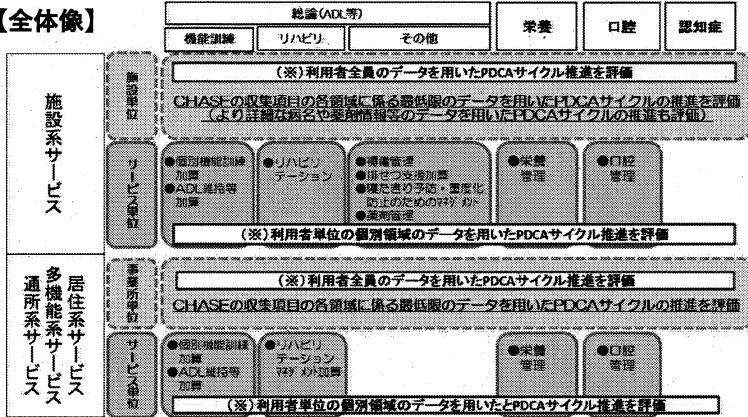 【全体像】
総論(ADL等)
機能訓練
リハビリ
その他
栄養
口腔
認知症
施設系サービス
施設単位
(※)利用者全員のデータを用いたPDCAサイクル推進を評価
CHASEの収集項目の各領域に係る最低限のデータを用いたPDCAサイクルの推進を評価
(より詳細な病名や薬剤情報等のデータを用いたPDCAサイクルの推進も評価)
サービス単位
●個別機能訓練
加算
●ADL維持等
加算
●リハビリ
テーション
●褥瘡管理
●排せつ支援加算
●寝たきり予防・重度化
防止のためのマネジメント
●薬剤管理
●栄養
管理
●口腔
管理
(※)利用者単位の個別領域のデータを用いたPDCAサイクル推進を評価
居住系サービス
多機能系サービス
通所系サービス
事業所単位
(※)利用者全員のデータを用いたPDCAサイクル推進を評価
CHASEの収集項目の各領域に係る最低限のデータを用いたPDCAサイクルの推進を評価
サービス単位
●個別機能訓練
加算
●ADL維持等
加算
●リハビリ
テーション
マネジメント加算
●栄養
管理
●口腔
管理
(※)利用者単位の個別領域のデータを用いたとPDCAサイクル推進を評価